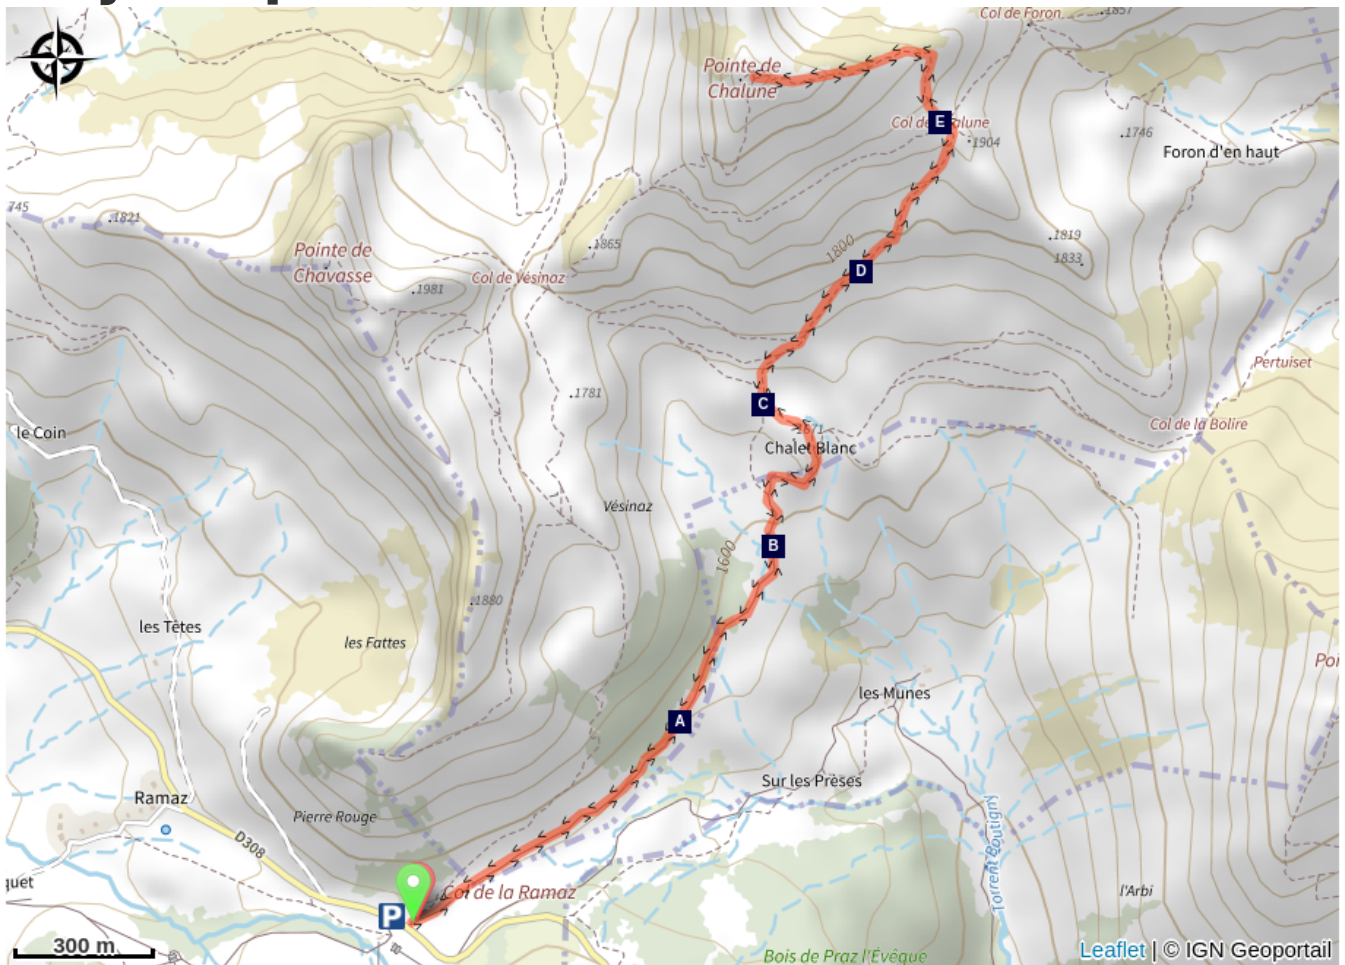 Col de Foron
1857
Pointe de
Chalune
E
1904
1746
Foron d'en haut
745
1821
Pointe de
Chavasse
1865
1800
1819
1833
D
Col de Vésinaz
1981
Pertuiset
1781
C
le Coin
Col de la Bolire
Chalet Blanc
Vésinaz
B
1600
1880
les Têtes
les Fattes
Poi
les Munes
A
Sur les Prèses
Ramaz
Pierre Rouge
D308
Torrent Boutigny
quet
Col de la Ramaz
l'Arbi
P
300 m
Bois de Praz l'Évêque
Leaflet | © IGN Geoportail